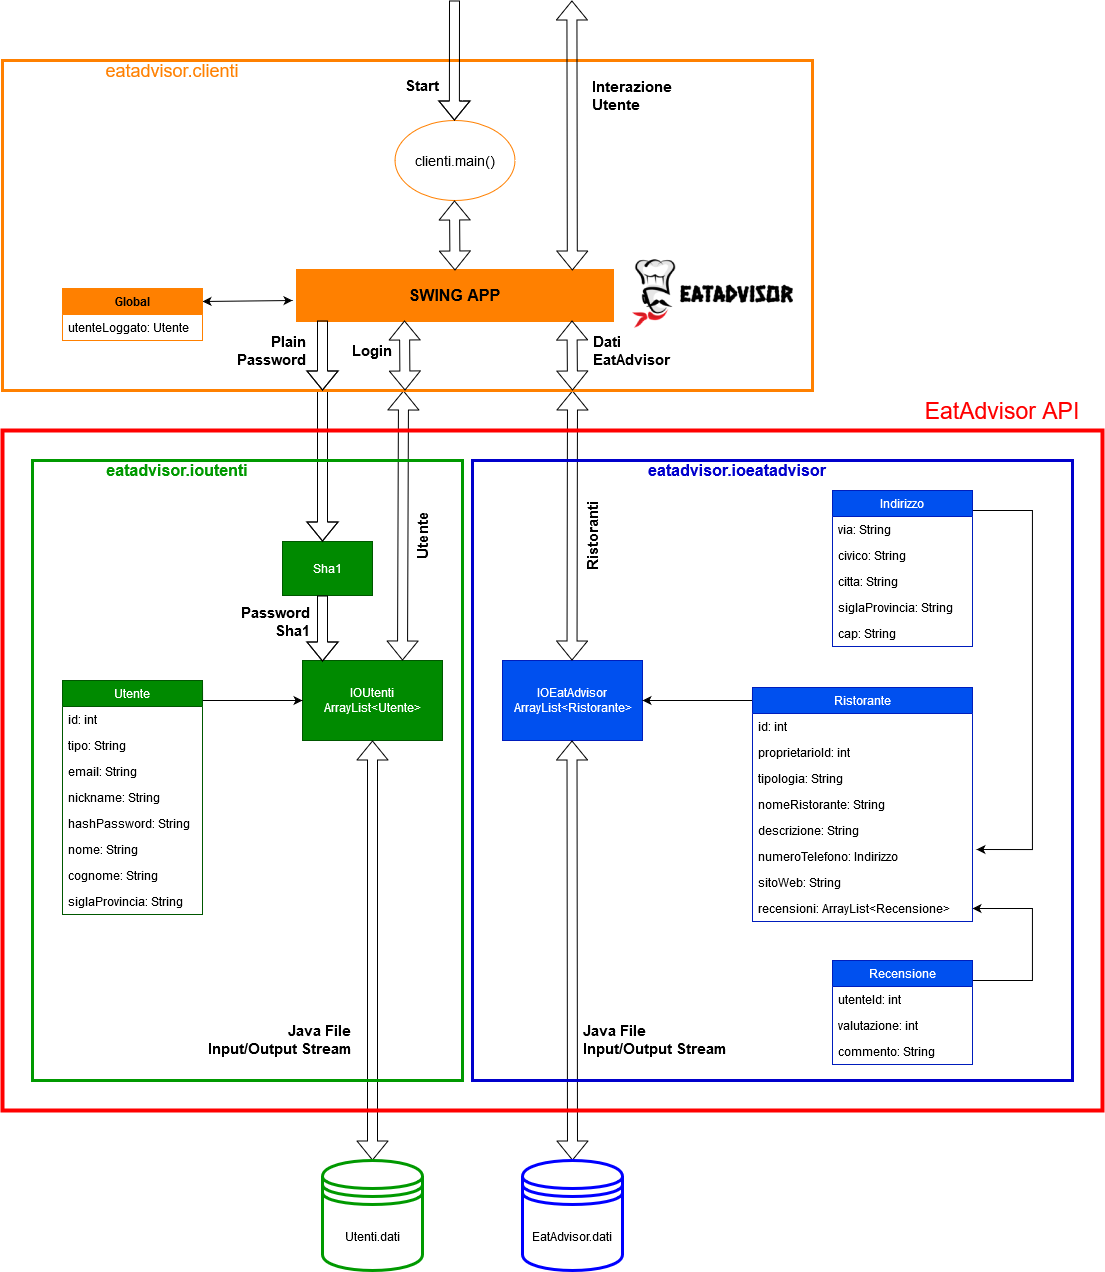 eatadvisor.clienti
Start
Interazione
Utente
clienti.main()
SWING APP
EATADVISOR
Global
utenteLoggato: Utente
Plain
Password
Login
Dati
EatAdvisor
EatAdvisor API
eatadvisor.ioutenti
Utente
Sha1
Password
Sha1
IOUtenti
ArrayList<Utente>
Utente
id: int
tipo: String
email: String
nickname: String
hashPassword: String
nome: String
cognome: String
siglaProvincia: String
Java File
Input/Output Stream
eatadvisor.ioeatadvisor
Ristoranti
Indirizzo
via: String
civico: String
citta: String
siglaProvincia: String
cap: String
IOEatAdvisor
ArrayList<Ristorante>
Ristorante
id: int
proprietarioId: int
tipologia: String
nomeRistorante: String
descrizione: String
numeroTelefono: Indirizzo
sitoWeb: String
recensioni: ArrayList<Recensione>
Recensione
utenteId: int
valutazione: int
commento: String
Java File
Input/Output Stream
Utenti.dati
EatAdvisor.dati